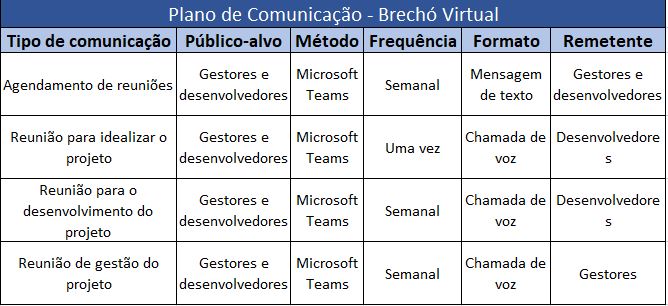 Plano de Comunicação - Brechó Virtual
Tipo de comunicação Público-alvo Método Frequência Formato Remetente
Agendamento de reuniões Gestores e desenvolvedores Microsoft Teams Semanal Mensagem de texto Gestores e desenvolvedores
Reunião para idealizar o projeto Gestores e desenvolvedores Microsoft Teams Uma vez Chamada de voz Desenvolvedores
Reunião para o desenvolvimento do projeto Gestores e desenvolvedores Microsoft Teams Semanal Chamada de voz Desenvolvedores
Reunião de gestão do projeto Gestores e desenvolvedores Microsoft Teams Semanal Chamada de voz Gestores